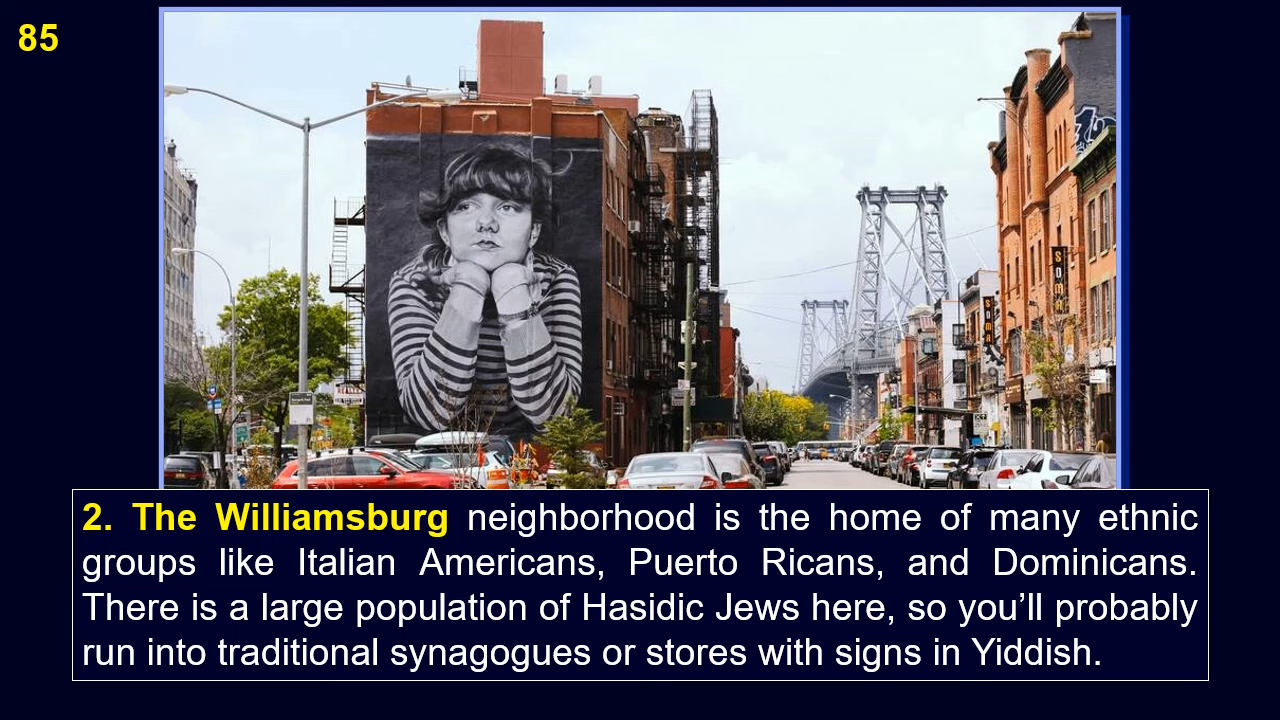 85
SOMA
SOMA
2. The Williamsburg neighborhood is the home of many ethnic
groups like Italian Americans, Puerto Ricans, and Dominicans.
There is a large population of Hasidic Jews here, so you’ll probably
run into traditional synagogues or stores with signs in Yiddish.